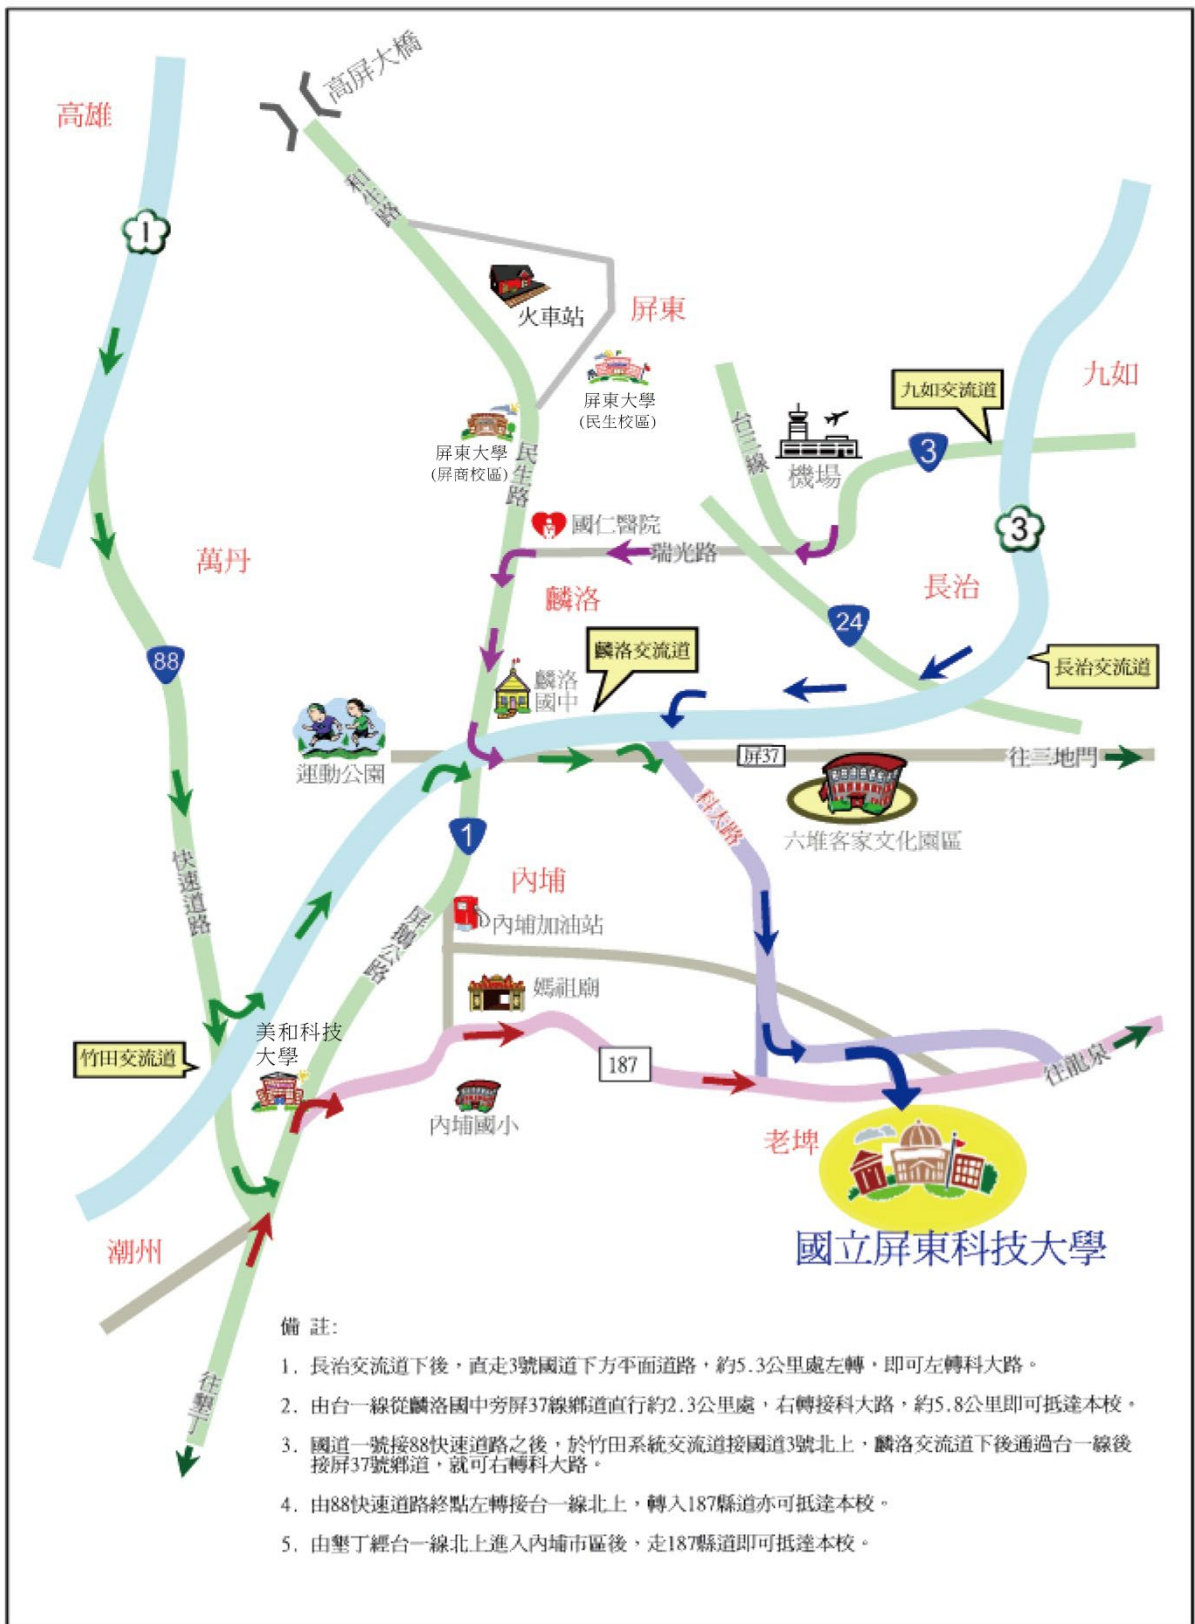 高屏大橋
高雄
1
和生路
火車站
屏東
九如
九如交流道
屏東大學
(民生校區)
屏東大學
(屏商校區)
民生路
台三線
機場
3
3
國仁醫院
瑞光路
萬丹
麟洛
長治
24
88
麟洛交流道
長治交流道
麟洛
國中
運動公園
屏37
往三地門
科大路
六堆客家文化園區
1
快速道路
屏鵝公路
內埔
內埔加油站
媽祖廟
美和科技
大學
竹田交流道
187
往龍泉
內埔國小
老埤
潮州
國立屏東科技大學
往墾丁
備 註:
1. 長治交流道下後，直走3號國道下方平面道路，約5.3公里處左轉，即可左轉科大路。
2. 由台一線從麟洛國中旁屏37線鄉道直行約2.3公里處，右轉接科大路，約5.8公里即可抵達本校。
3. 國道一號接88快速道路之後，於竹田系統交流道接國道3號北上，麟洛交流道下後通過台一線後
接屏37號鄉道，就可右轉科大路。
4. 由88快速道路終點左轉接台一線北上，轉入187縣道亦可抵達本校。
5. 由墾丁經台一線北上進入內埔市區後，走187縣道即可抵達本校。